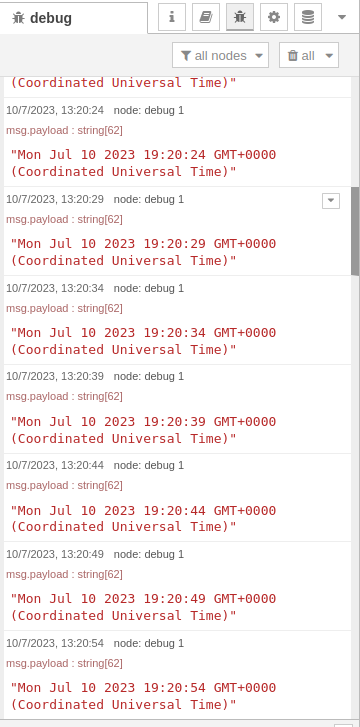 debug
all nodes
all
(Coordinated Universal Time)"
10/7/2023, 13:20:24 node: debug 1
msg.payload : string[62]
"Mon Jul 10 2023 19:20:24 GMT+0000
(Coordinated Universal Time)"
10/7/2023, 13:20:29 node: debug 1
msg.payload : string[62]
"Mon Jul 10 2023 19:20:29 GMT+0000
(Coordinated Universal Time)"
10/7/2023, 13:20:34 node: debug 1
msg.payload : string[62]
"Mon Jul 10 2023 19:20:34 GMT+0000
(Coordinated Universal Time)"
10/7/2023, 13:20:39 node: debug 1
msg.payload : string[62]
"Mon Jul 10 2023 19:20:39 GMT+0000
(Coordinated Universal Time)"
10/7/2023, 13:20:44 node: debug 1
msg.payload : string[62]
"Mon Jul 10 2023 19:20:44 GMT+0000
(Coordinated Universal Time)"
10/7/2023, 13:20:49 node: debug 1
msg.payload : string[62]
"Mon Jul 10 2023 19:20:49 GMT+0000
(Coordinated Universal Time)"
10/7/2023, 13:20:54 node: debug 1
msg.payload : string[62]
"Mon Jul 10 2023 19:20:54 GMT+0000
(Coordinated Universal Time)"